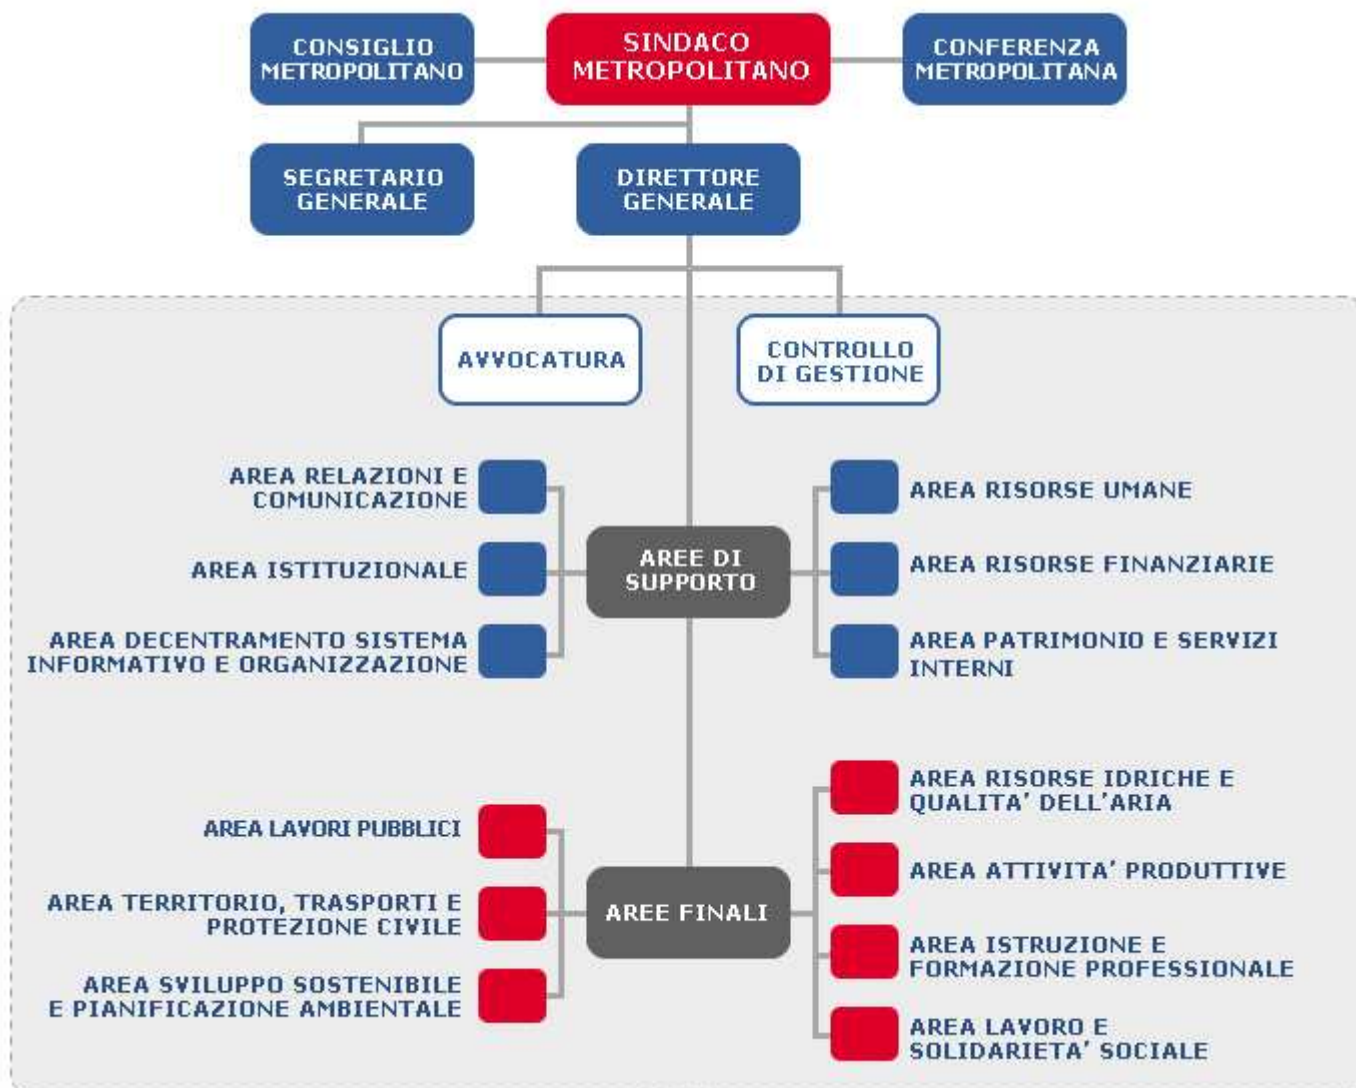 CONSIGLIO
METROPOLITANO
SINDACO
METROPOLITANO
CONFERENZA
METROPOLITANA
SEGRETARIO
GENERALE
DIRETTORE
GENERALE
AVVOCATURA
CONTROLLO
DI GESTIONE
AREA RELAZIONI E
COMUNICAZIONE
AREA ISTITUZIONALE
AREA DECENTRAMENTO SISTEMA
INFORMATIVO E ORGANIZZAZIONE
AREE DI
SUPPORTO
AREA RISORSE UMANE
AREA RISORSE FINANZIARIE
AREA PATRIMONIO E SERVIZI
INTERNI
AREA LAVORI PUBBLICI
AREA TERRITORIO, TRASPORTI E
PROTEZIONE CIVILE
AREA SVILUPPO SOSTENIBILE
E PIANIFICAZIONE AMBIENTALE
AREE FINALI
AREA RISORSE IDRICHE E
QUALITA' DELL'ARIA
AREA ATTIVITA' PRODUTTIVE
AREA ISTRUZIONE E
FORMAZIONE PROFESSIONALE
AREA LAVORO E
SOLIDARIETA' SOCIALE